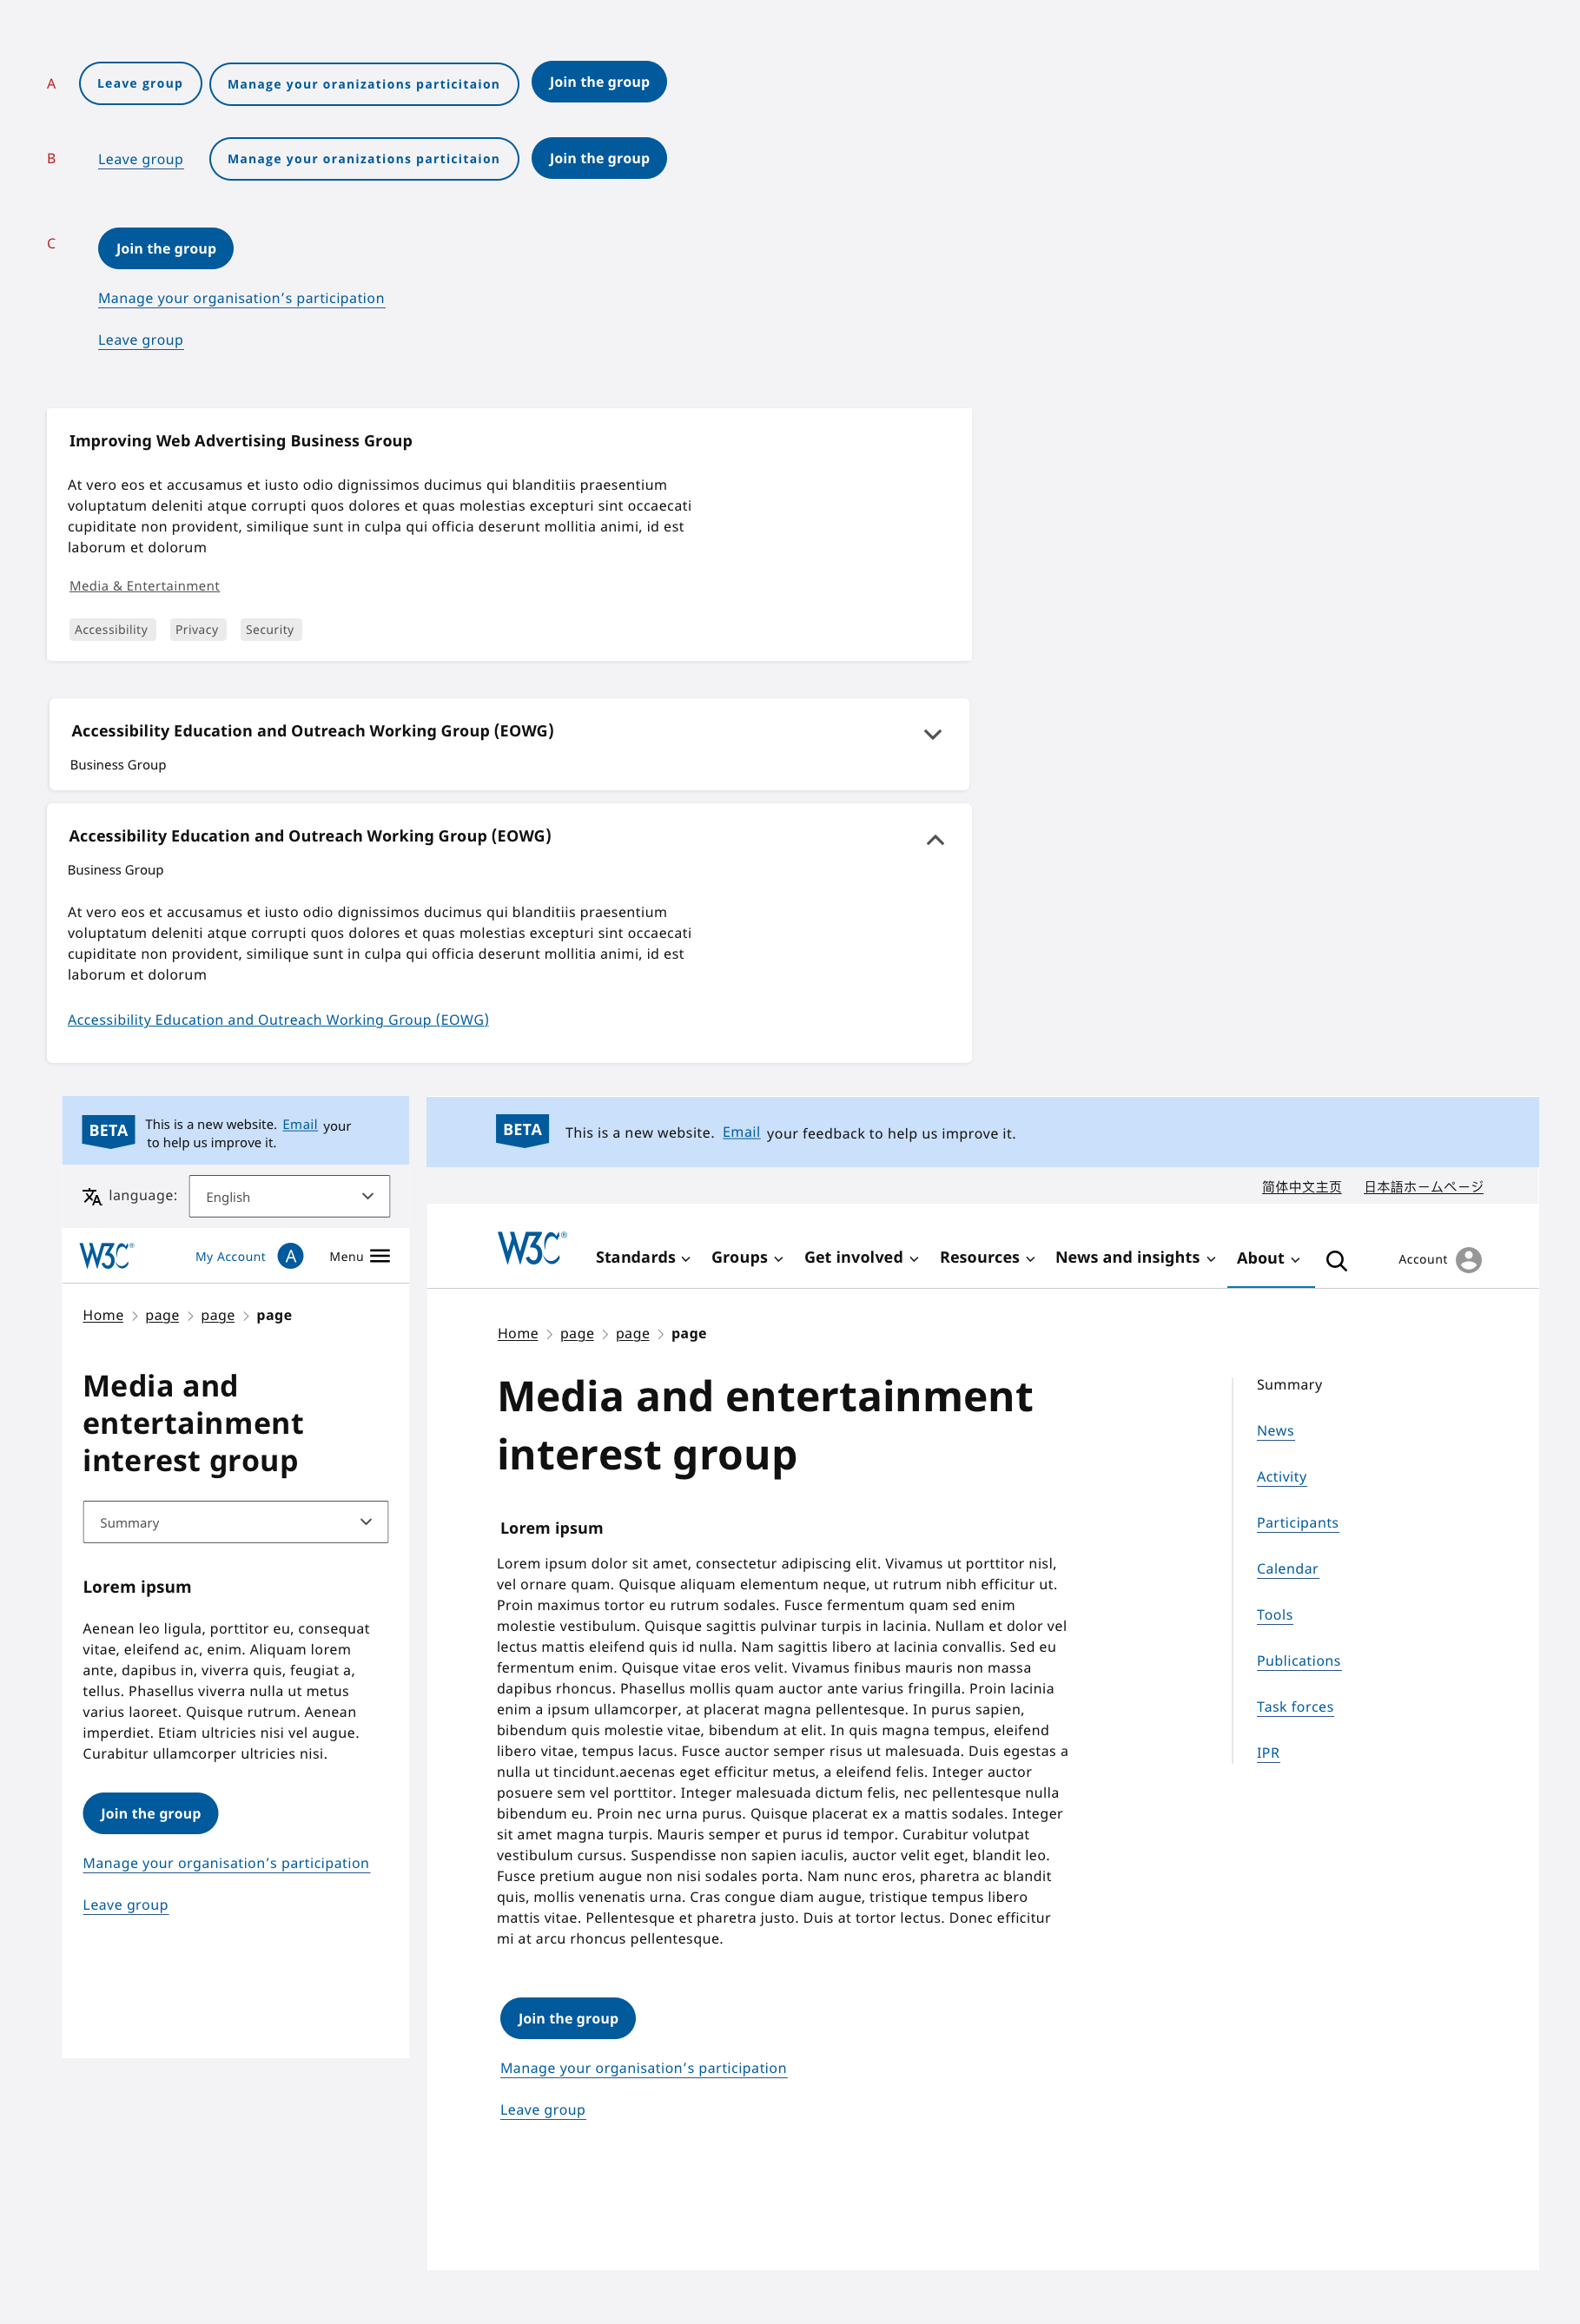 A Leave group Manage your oranizations particitaion Join the group
B Leave group Manage your oranizations particitaion Join the group
C Join the group
Manage your organisation’s participation
Leave group
Improving Web Advertising Business Group
At vero eos et accusamus et iusto odio dignissimos ducimus qui blanditiis praesentium
voluptatum deleniti atque corrupti quos dolores et quas molestias excepturi sint occaecati
cupiditate non provident, similique sunt in culpa qui officia deserunt mollitia animi, id est
laborum et dolorum
Media & Entertainment
Accessibility Privacy Security
Accessibility Education and Outreach Working Group (EOWG)
Business Group
Accessibility Education and Outreach Working Group (EOWG)
Business Group
At vero eos et accusamus et iusto odio dignissimos ducimus qui blanditiis praesentium
voluptatum deleniti atque corrupti quos dolores et quas molestias excepturi sint occaecati
cupiditate non provident, similique sunt in culpa qui officia deserunt mollitia animi, id est
laborum et dolorum
Accessibility Education and Outreach Working Group (EOWG)
BETA This is a new website. Email your
to help us improve it.
language: English
W3C® My Account A Menu
Home page page page
Media and
entertainment
interest group
Summary
Lorem ipsum
Aenean leo ligula, porttitor eu, consequat
vitae, eleifend ac, enim. Aliquam lorem
ante, dapibus in, viverra quis, feugiat a,
tellus. Phasellus viverra nulla ut metus
varius laoreet. Quisque rutrum. Aenean
imperdiet. Etiam ultricies nisi vel augue.
Curabitur ullamcorper ultricies nisi.
Join the group
Manage your organisation’s participation
Leave group
BETA This is a new website. Email your feedback to help us improve it.
简体中文主页 日本語ホームページ
W3C® Standards Groups Get involved Resources News and insights About Account
Home page page page
Media and entertainment
interest group
Lorem ipsum
Lorem ipsum dolor sit amet, consectetur adipiscing elit. Vivamus ut porttitor nisl,
vel ornare quam. Quisque aliquam elementum neque, ut rutrum nibh efficitur ut.
Proin maximus tortor eu rutrum sodales. Fusce fermentum quam sed enim
molestie vestibulum. Quisque sagittis pulvinar turpis in lacinia. Nullam et dolor vel
lectus mattis eleifend quis id nulla. Nam sagittis libero at lacinia convallis. Sed eu
fermentum enim. Quisque vitae eros velit. Vivamus finibus mauris non massa
dapibus rhoncus. Phasellus mollis quam auctor ante varius fringilla. Proin lacinia
enim a ipsum ullamcorper, at placerat magna pellentesque. In purus sapien,
bibendum quis molestie vitae, bibendum at elit. In quis magna tempus, eleifend
libero vitae, tempus lacus. Fusce auctor semper risus ut malesuada. Duis egestas a
nulla ut tincidunt.aecenas eget efficitur metus, a eleifend felis. Integer auctor
posuere sem vel porttitor. Integer malesuada dictum felis, nec pellentesque nulla
bibendum eu. Proin nec urna purus. Quisque placerat ex a mattis sodales. Integer
sit amet magna turpis. Mauris semper et purus id tempor. Curabitur volutpat
vestibulum cursus. Suspendisse non sapien iaculis, auctor velit eget, blandit leo.
Fusce pretium augue non nisi sodales porta. Nam nunc eros, pharetra ac blandit
quis, mollis venenatis urna. Cras congue diam augue, tristique tempus libero
mattis vitae. Pellentesque et pharetra justo. Duis at tortor lectus. Donec efficitur
mi at arcu rhoncus pellentesque.
Join the group
Manage your organisation’s participation
Leave group
Summary
News
Activity
Participants
Calendar
Tools
Publications
Task forces
IPR